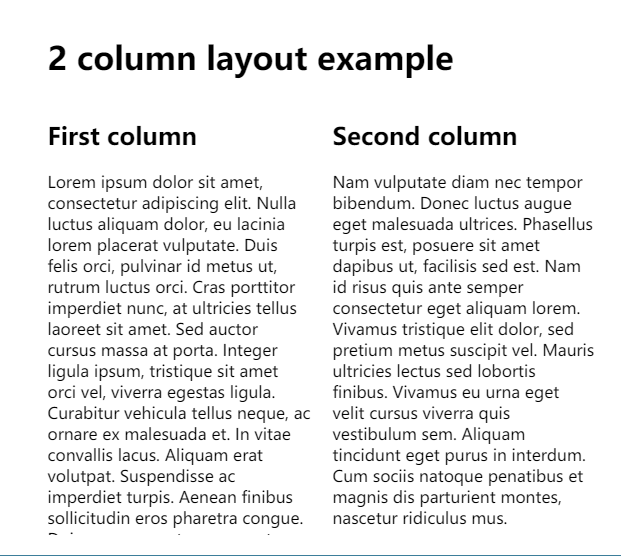 2 column layout example
First column
Lorem ipsum dolor sit amet,
consectetur adipiscing elit. Nulla
luctus aliquam dolor, eu lacinia
lorem placerat vulputate. Duis
felis orci, pulvinar id metus ut,
rutrum luctus orci. Cras porttitor
imperdiet nunc, at ultricies tellus
laoreet sit amet. Sed auctor
cursus massa at porta. Integer
ligula ipsum, tristique sit amet
orci vel, viverra egestas ligula.
Curabitur vehicula tellus neque, ac
ornare ex malesuada et. In vitae
convallis lacus. Aliquam erat
volutpat. Suspendisse ac
imperdiet turpis. Aenean finibus
sollicitudin eros pharetra congue.
Second column
Nam vulputate diam nec tempor
bibendum. Donec luctus augue
eget malesuada ultrices. Phasellus
turpis est, posuere sit amet
dapibus ut, facilisis sed est. Nam
id risus quis ante semper
consectetur eget aliquam lorem.
Vivamus tristique elit dolor, sed
pretium metus suscipit vel. Mauris
ultricies lectus sed lobortis
finibus. Vivamus eu urna eget
velit cursus viverra quis
vestibulum sem. Aliquam
tincidunt eget purus in interdum.
Cum sociis natoque penatibus et
magnis dis parturient montes,
nascetur ridiculus mus.